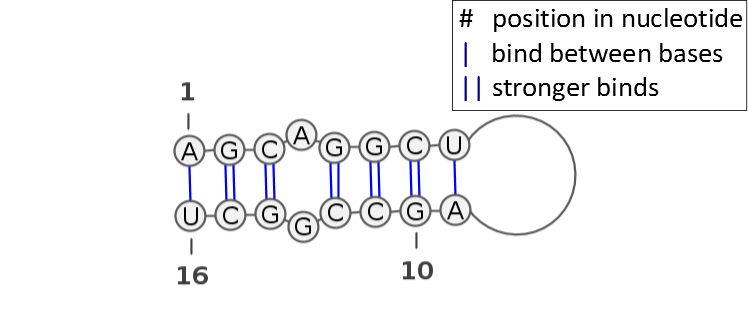 # position in nucleotide
| bind between bases
|| stronger binds
1
A G C A G G C U
U C G G C C G A
16
10